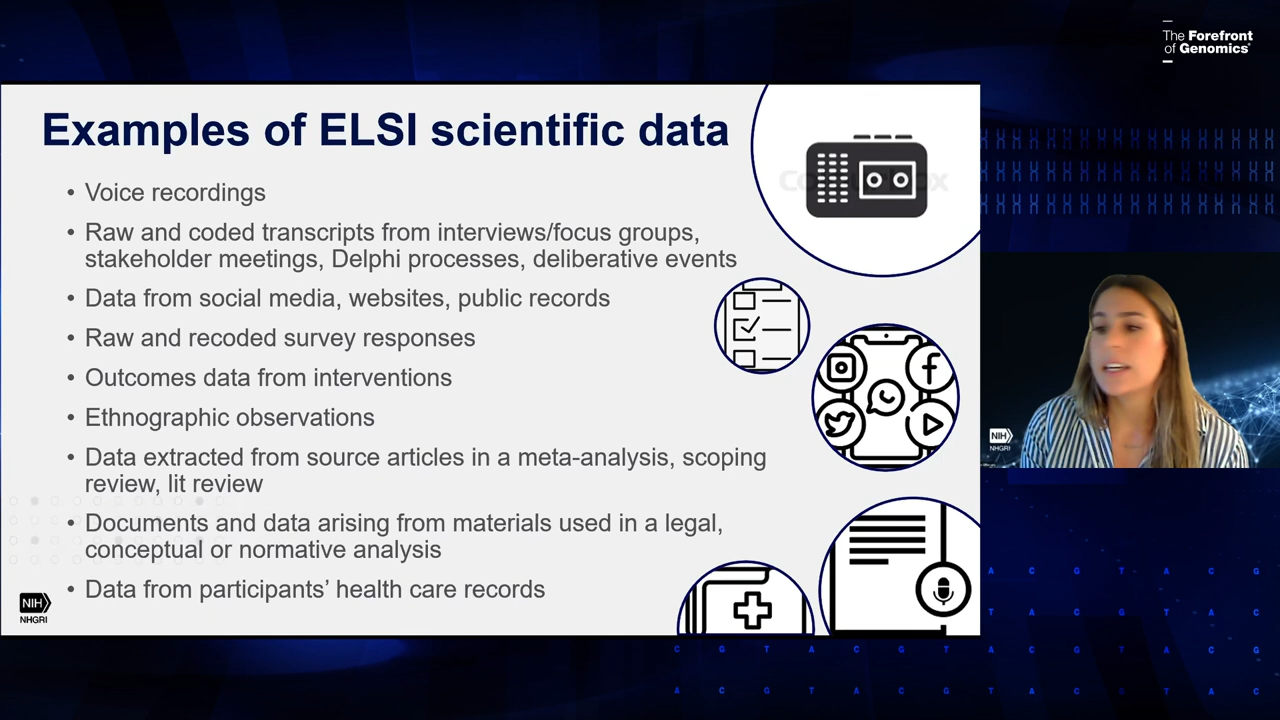 The Forefront
of Genomics®
Examples of ELSI scientific data
• Voice recordings
• Raw and coded transcripts from interviews/focus groups,
stakeholder meetings, Delphi processes, deliberative events
• Data from social media, websites, public records
• Raw and recoded survey responses
• Outcomes data from interventions
• Ethnographic observations
• Data extracted from source articles in a meta-analysis, scoping
review, lit review
• Documents and data arising from materials used in a legal,
conceptual or normative analysis
• Data from participants’ health care records
NIH
NHGRI
NIH
NHGRI
A C G T A C G
A C G T A C
C G T A C G T A C G T A C G
A C G T A C G T A C G T A C